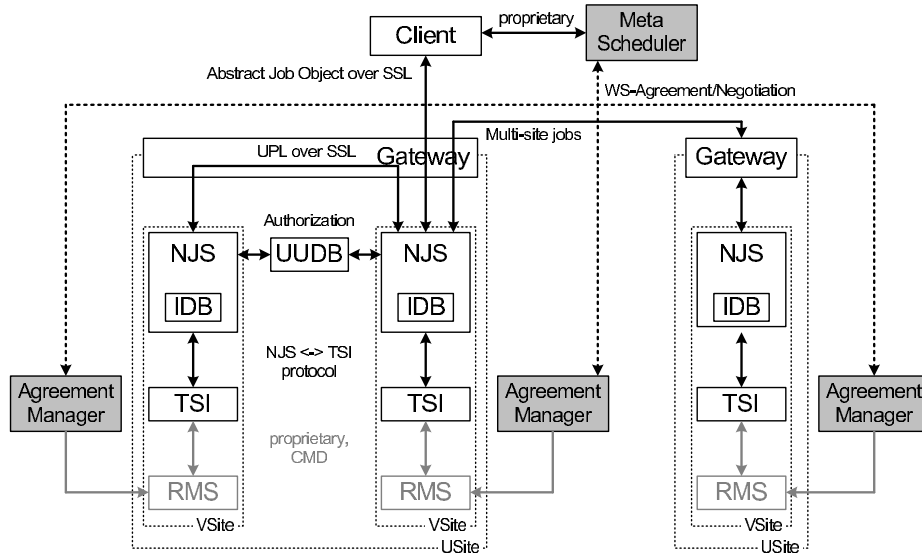 Client
proprietary
Meta
Scheduler
Abstract Job Object over SSL
WS-Agreement/Negotiation
Multi-site jobs
UPL over SSL
Gateway
Gateway
Authorization
NJS
UUDB
NJS
NJS
IDB
IDB
IDB
NJS <-> TSI
protocol
Agreement
Manager
TSI
TSI
Agreement
Manager
TSI
Agreement
Manager
proprietary,
CMD
RMS
RMS
RMS
VSite
VSite
VSite
USite
USite